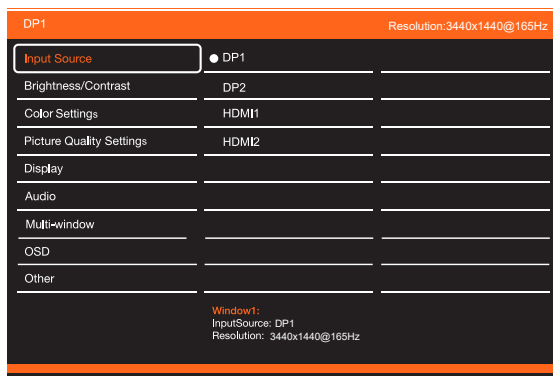 DP1
Resolution:3440x1440@165Hz
Input Source
DP1
Brightness/Contrast
DP2
Color Settings
HDMI1
Picture Quality Settings
HDMI2
Display
Audio
Multi-window
OSD
Other
Window1:
InputSource: DP1
Resolution: 3440x1440@165Hz